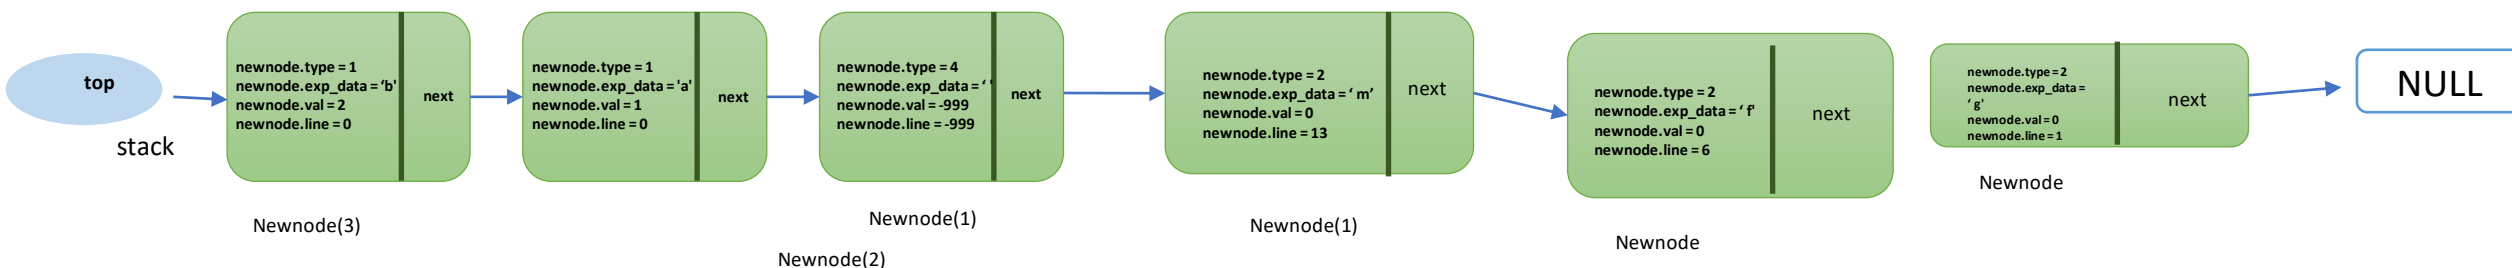 top
stack
newnode.type = 1
newnode.exp_data = ‘b'
newnode.val = 2
newnode.line = 0
next
Newnode(3)
newnode.type = 1
newnode.exp_data = 'a'
newnode.val = 1
newnode.line = 0
next
Newnode(2)
newnode.type = 4
newnode.exp_data = ‘ '
newnode.val = -999
newnode.line = -999
next
Newnode(1)
newnode.type = 2
newnode.exp_data = ‘ m’
newnode.val = 0
newnode.line = 13
next
Newnode(1)
newnode.type = 2
newnode.exp_data = ‘ f'
newnode.val = 0
newnode.line = 6
next
Newnode
newnode.type = 2
newnode.exp_data =
‘ g'
newnode.val = 0
newnode.line = 1
next
Newnode
NULL